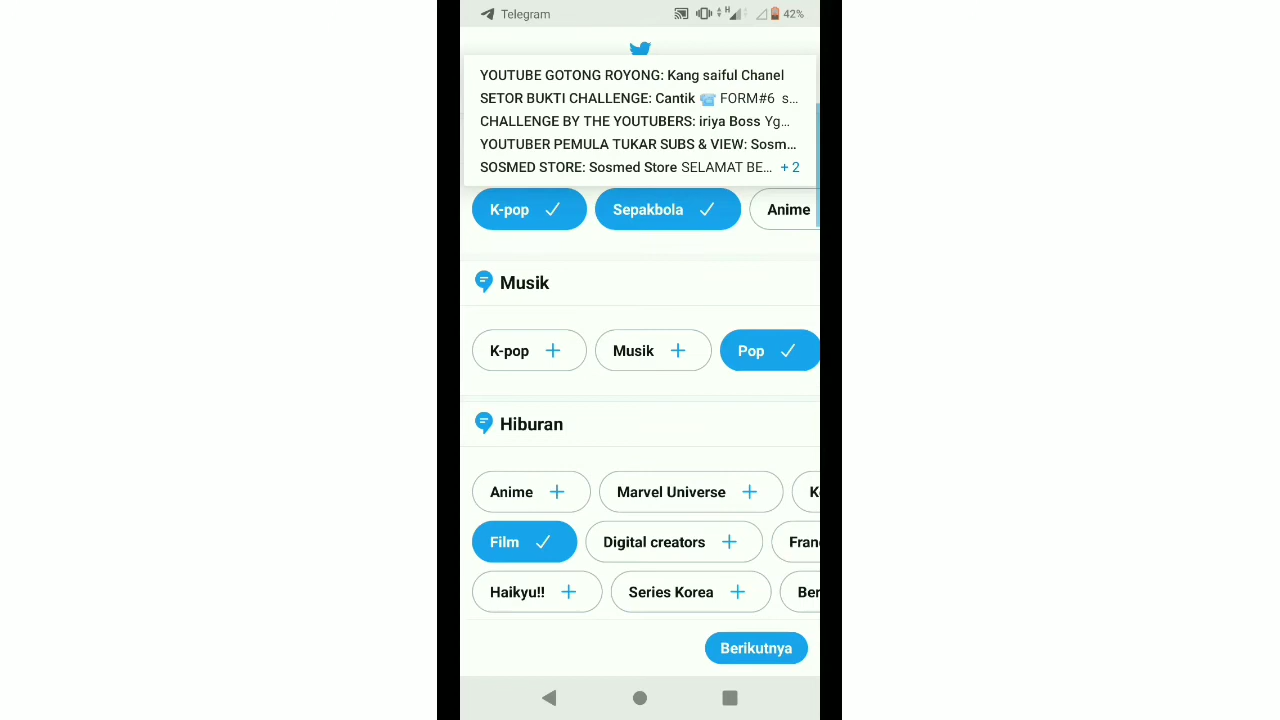 Telegram
H
42%
YOUTUBE GOTONG ROYONG: Kang saiful Chanel
SETOR BUKTI CHALLENGE: Cantik ☎️ FORM#6 s...
CHALLENGE BY THE YOUTUBERS: iriya Boss Yg...
YOUTUBER PEMULA TUKAR SUBS & VIEW: Sosm...
SOSMED STORE: Sosmed Store SELAMAT BE... + 2
K-pop
Sepakbola
Anime
Musik
K-pop
Musik
Pop
Hiburan
Anime
Marvel Universe
Film
Digital creators
Haikyu!!
Series Korea
Berikutnya